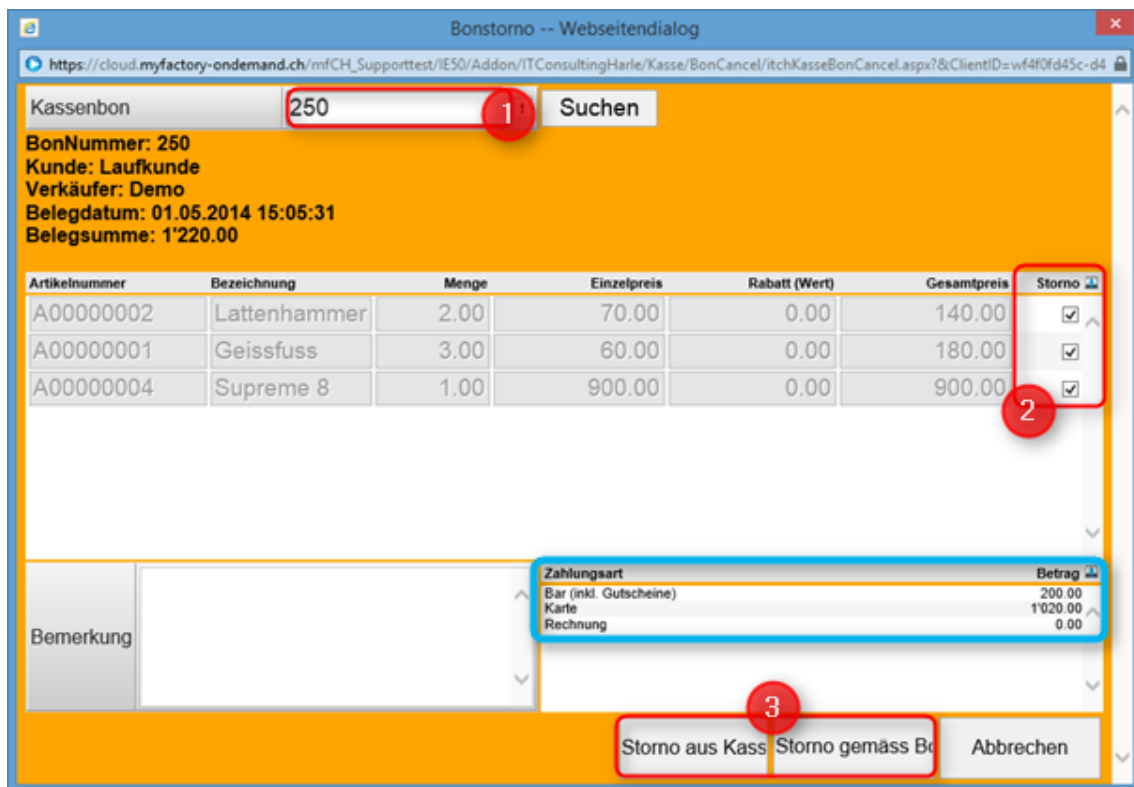 Bonstorno -- Webseitendialog
https://cloud.myfactory-ondemand.ch/mfCH_Supporttest/IE50/Addon/ITConsultingHarle/Kasse/BonCancel/itchKasseBonCancel.aspx?&ClientID=wf4f0fd45c-d4
Kassenbon 250 1 Suchen
BonNummer: 250
Kunde: Laufkunde
Verkäufer: Demo
Belegdatum: 01.05.2014 15:05:31
Belegsumme: 1'220.00
Artikelnummer Bezeichnung Menge Einzelpreis Rabatt (Wert) Gesamtpreis Storno
A00000002 Lattenhammer 2.00 70.00 0.00 140.00
A00000001 Geissfuss 3.00 60.00 0.00 180.00
A00000004 Supreme 8 1.00 900.00 0.00 900.00
2
Zahlungsart Betrag
Bar (inkl. Gutscheine) 200.00
Karte 1'020.00
Rechnung 0.00
Bemerkung
3
Storno aus Kass Storno gemäss Bo Abbrechen